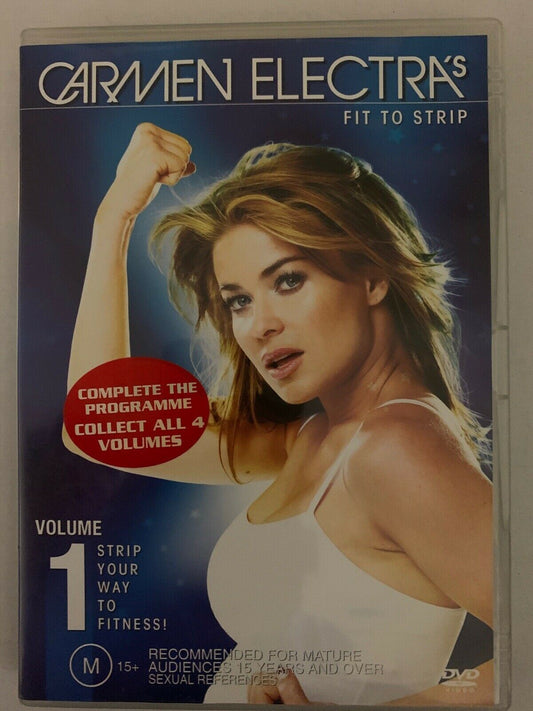 CARMEN ELECTRA'S
FIT TO STRIP
COMPLETE THE
PROGRAMME
COLLECT ALL 4
VOLUMES
VOLUME
1
STRIP
YOUR
WAY
TO
FITNESS!
M 15+
RECOMMENDED FOR MATURE
AUDIENCES 15 YEARS AND OVER
SEXUAL REFERENCES
DVD
VIDEO